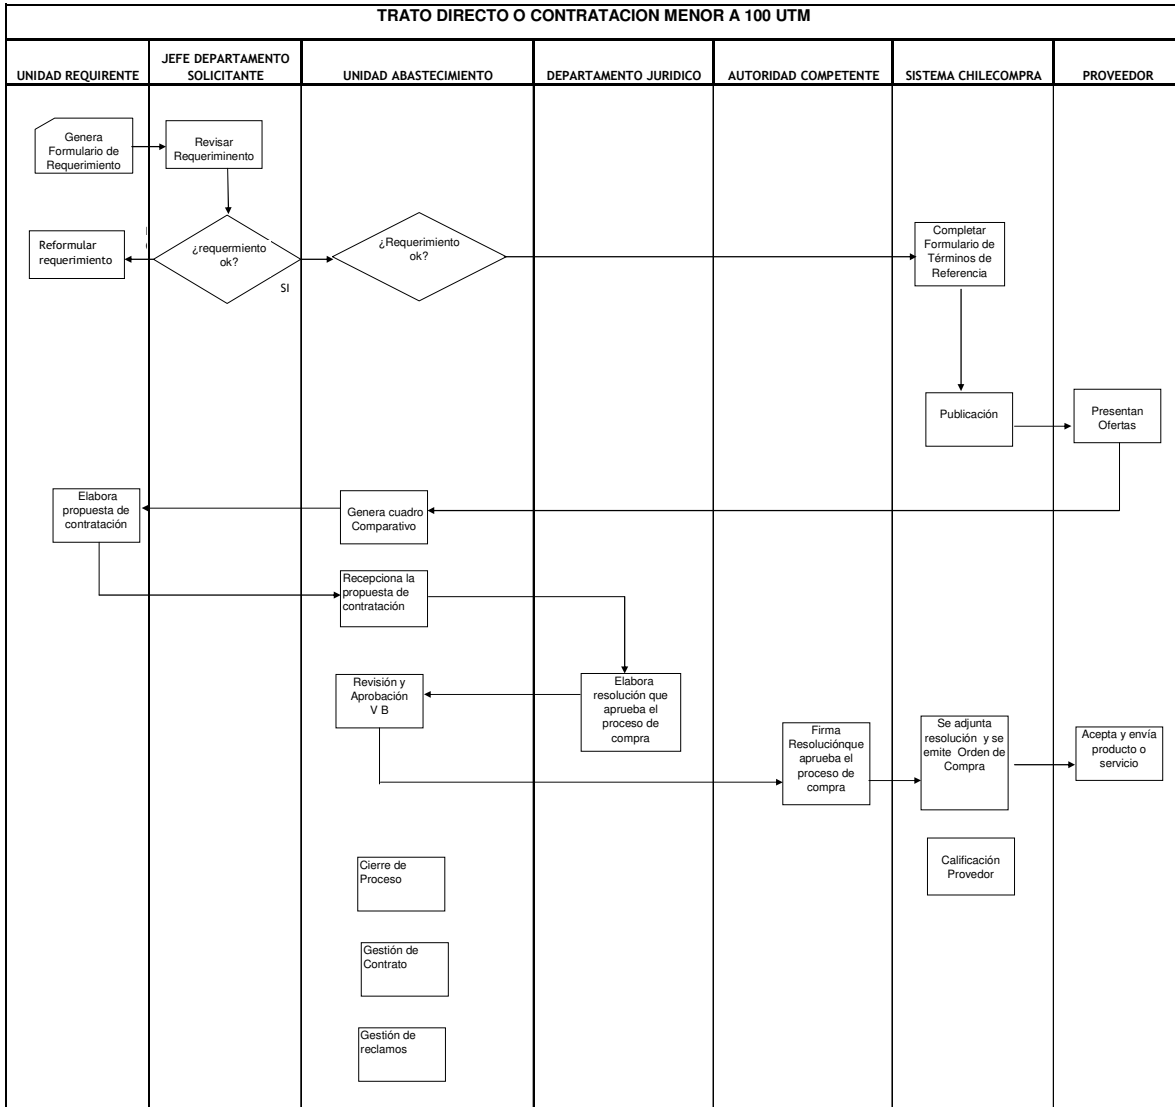 TRATO DIRECTO O CONTRATACION MENOR A 100 UTM
UNIDAD REQUIRENTE
JEFE DEPARTAMENTO
SOLICITANTE
UNIDAD ABASTECIMIENTO
DEPARTAMENTO JURIDICO
AUTORIDAD COMPETENTE
SISTEMA CHILECOMPRA
PROVEEDOR
Genera
Formulario de
Requerimiento
Revisar
Requeriminento
Reformular
requerimiento
¿requermiento
ok?
SI
¿Requerimiento
ok?
Completar
Formulario de
Términos de
Referencia
Publicación
Presentan
Ofertas
Elabora
propuesta de
contratación
Genera cuadro
Comparativo
Recepciona la
propuesta de
contratación
Revisión y
Aprobación
V B
Elabora
resolución que
aprueba el
proceso de
compra
Firma
Resoluciónque
aprueba el
proceso de
compra
Se adjunta
resolución y se
emite Orden de
Compra
Acepta y envía
producto o
servicio
Cierre de
Proceso
Calificación
Provedor
Gestión de
Contrato
Gestión de
reclamos